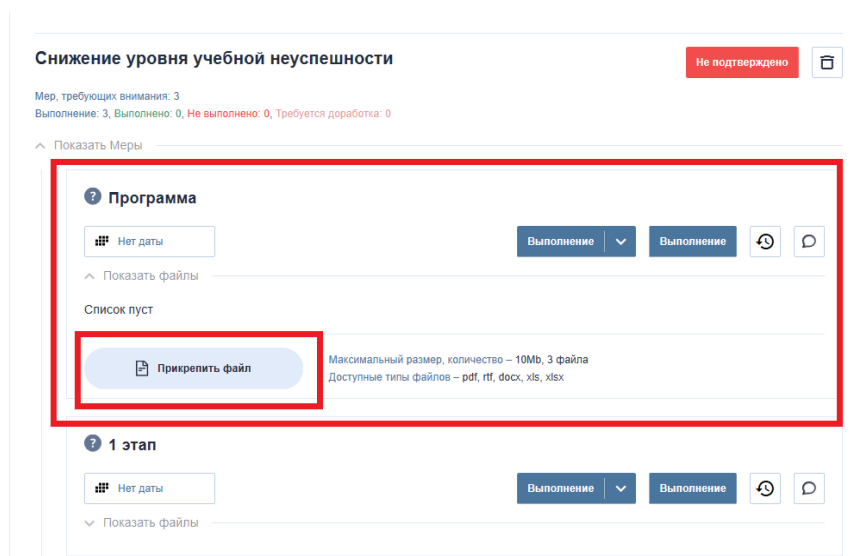 Снижение уровня учебной неуспешности
Не подтверждено
Мер, требующих внимания: 3
Выполнение: 3, Выполнено: 0, Не выполнено: 0, Требуется доработка: 0
Показать Меры
? Программа
Нет даты
Выполнение
Выполнение
Показать файлы
Список пуст
Прикрепить файл
Максимальный размер, количество – 10Mb, 3 файла
Доступные типы файлов – pdf, rtf, docx, xls, xlsx
? 1 этап
Нет даты
Выполнение
Выполнение
Показать файлы